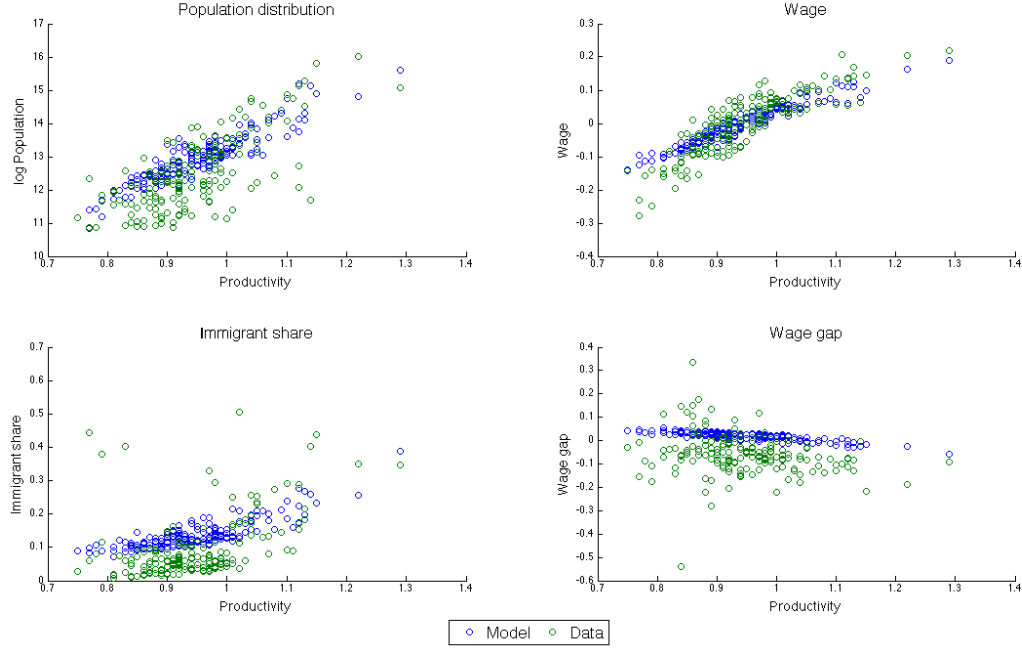 Population distribution
17
16
15
14
13
12
11
10
log Population
0.7 0.8 0.9 1 1.1 1.2 1.3 1.4
Productivity
Wage
0.3
0.2
0.1
0
-0.1
-0.2
-0.3
-0.4
Wage
0.7 0.8 0.9 1 1.1 1.2 1.3 1.4
Productivity
Immigrant share
0.7
0.6
0.5
0.4
0.3
0.2
0.1
0
Immigrant share
0.7 0.8 0.9 1 1.1 1.2 1.3 1.4
Productivity
Wage gap
0.4
0.3
0.2
0.1
0
-0.1
-0.2
-0.3
-0.4
-0.5
-0.6
Wage gap
0.7 0.8 0.9 1 1.1 1.2 1.3 1.4
Productivity
Model Data